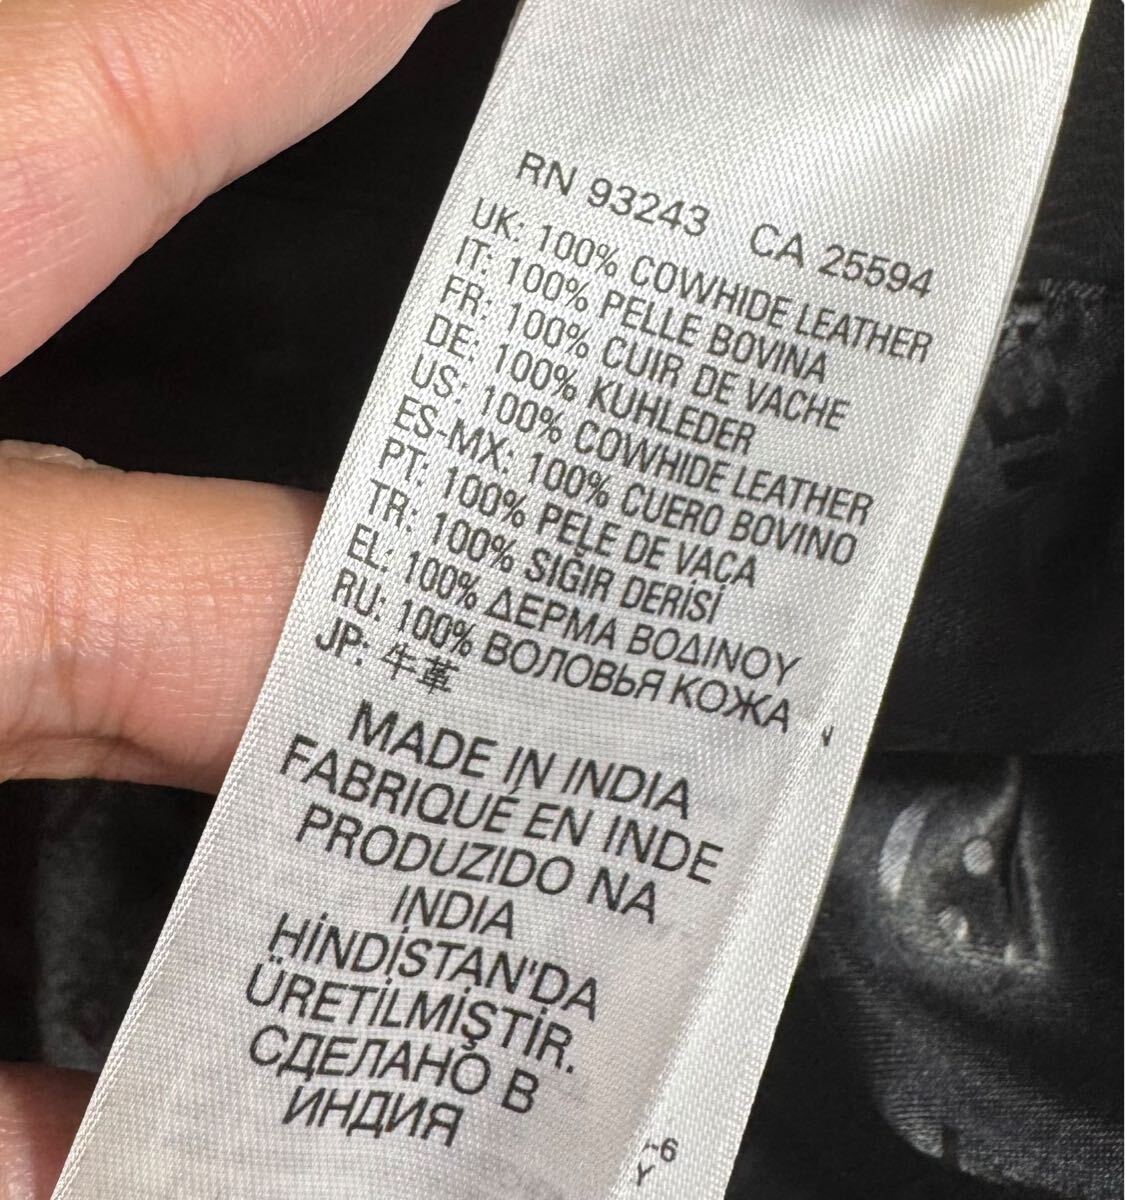 RN 93243 CA 25594
UK: 100% COWHIDE LEATHER
IT: 100% PELLE BOVINA
FR: 100% CUIR DE VACHE
DE: 100% KUHLEDER
US: 100% COWHIDE LEATHER
ES-MX: 100% CUERO BOVINO
PT: 100% PELE DE VACA
TR: 100% SIĞIR DERİSİ
EL: 100% ΔΕΡΜΑ ΒΟΔΙΝΟΥ
RU: 100% ВОЛОВЬЯ КОЖА
JP: 牛革
MADE IN INDIA
FABRIQUÉ EN INDE
PRODUZIDO NA
ÍNDIA
HİNDİSTAN'DA
ÜRETİLMİŞTİR.
СДЕЛАНО В
ИНДИЯ